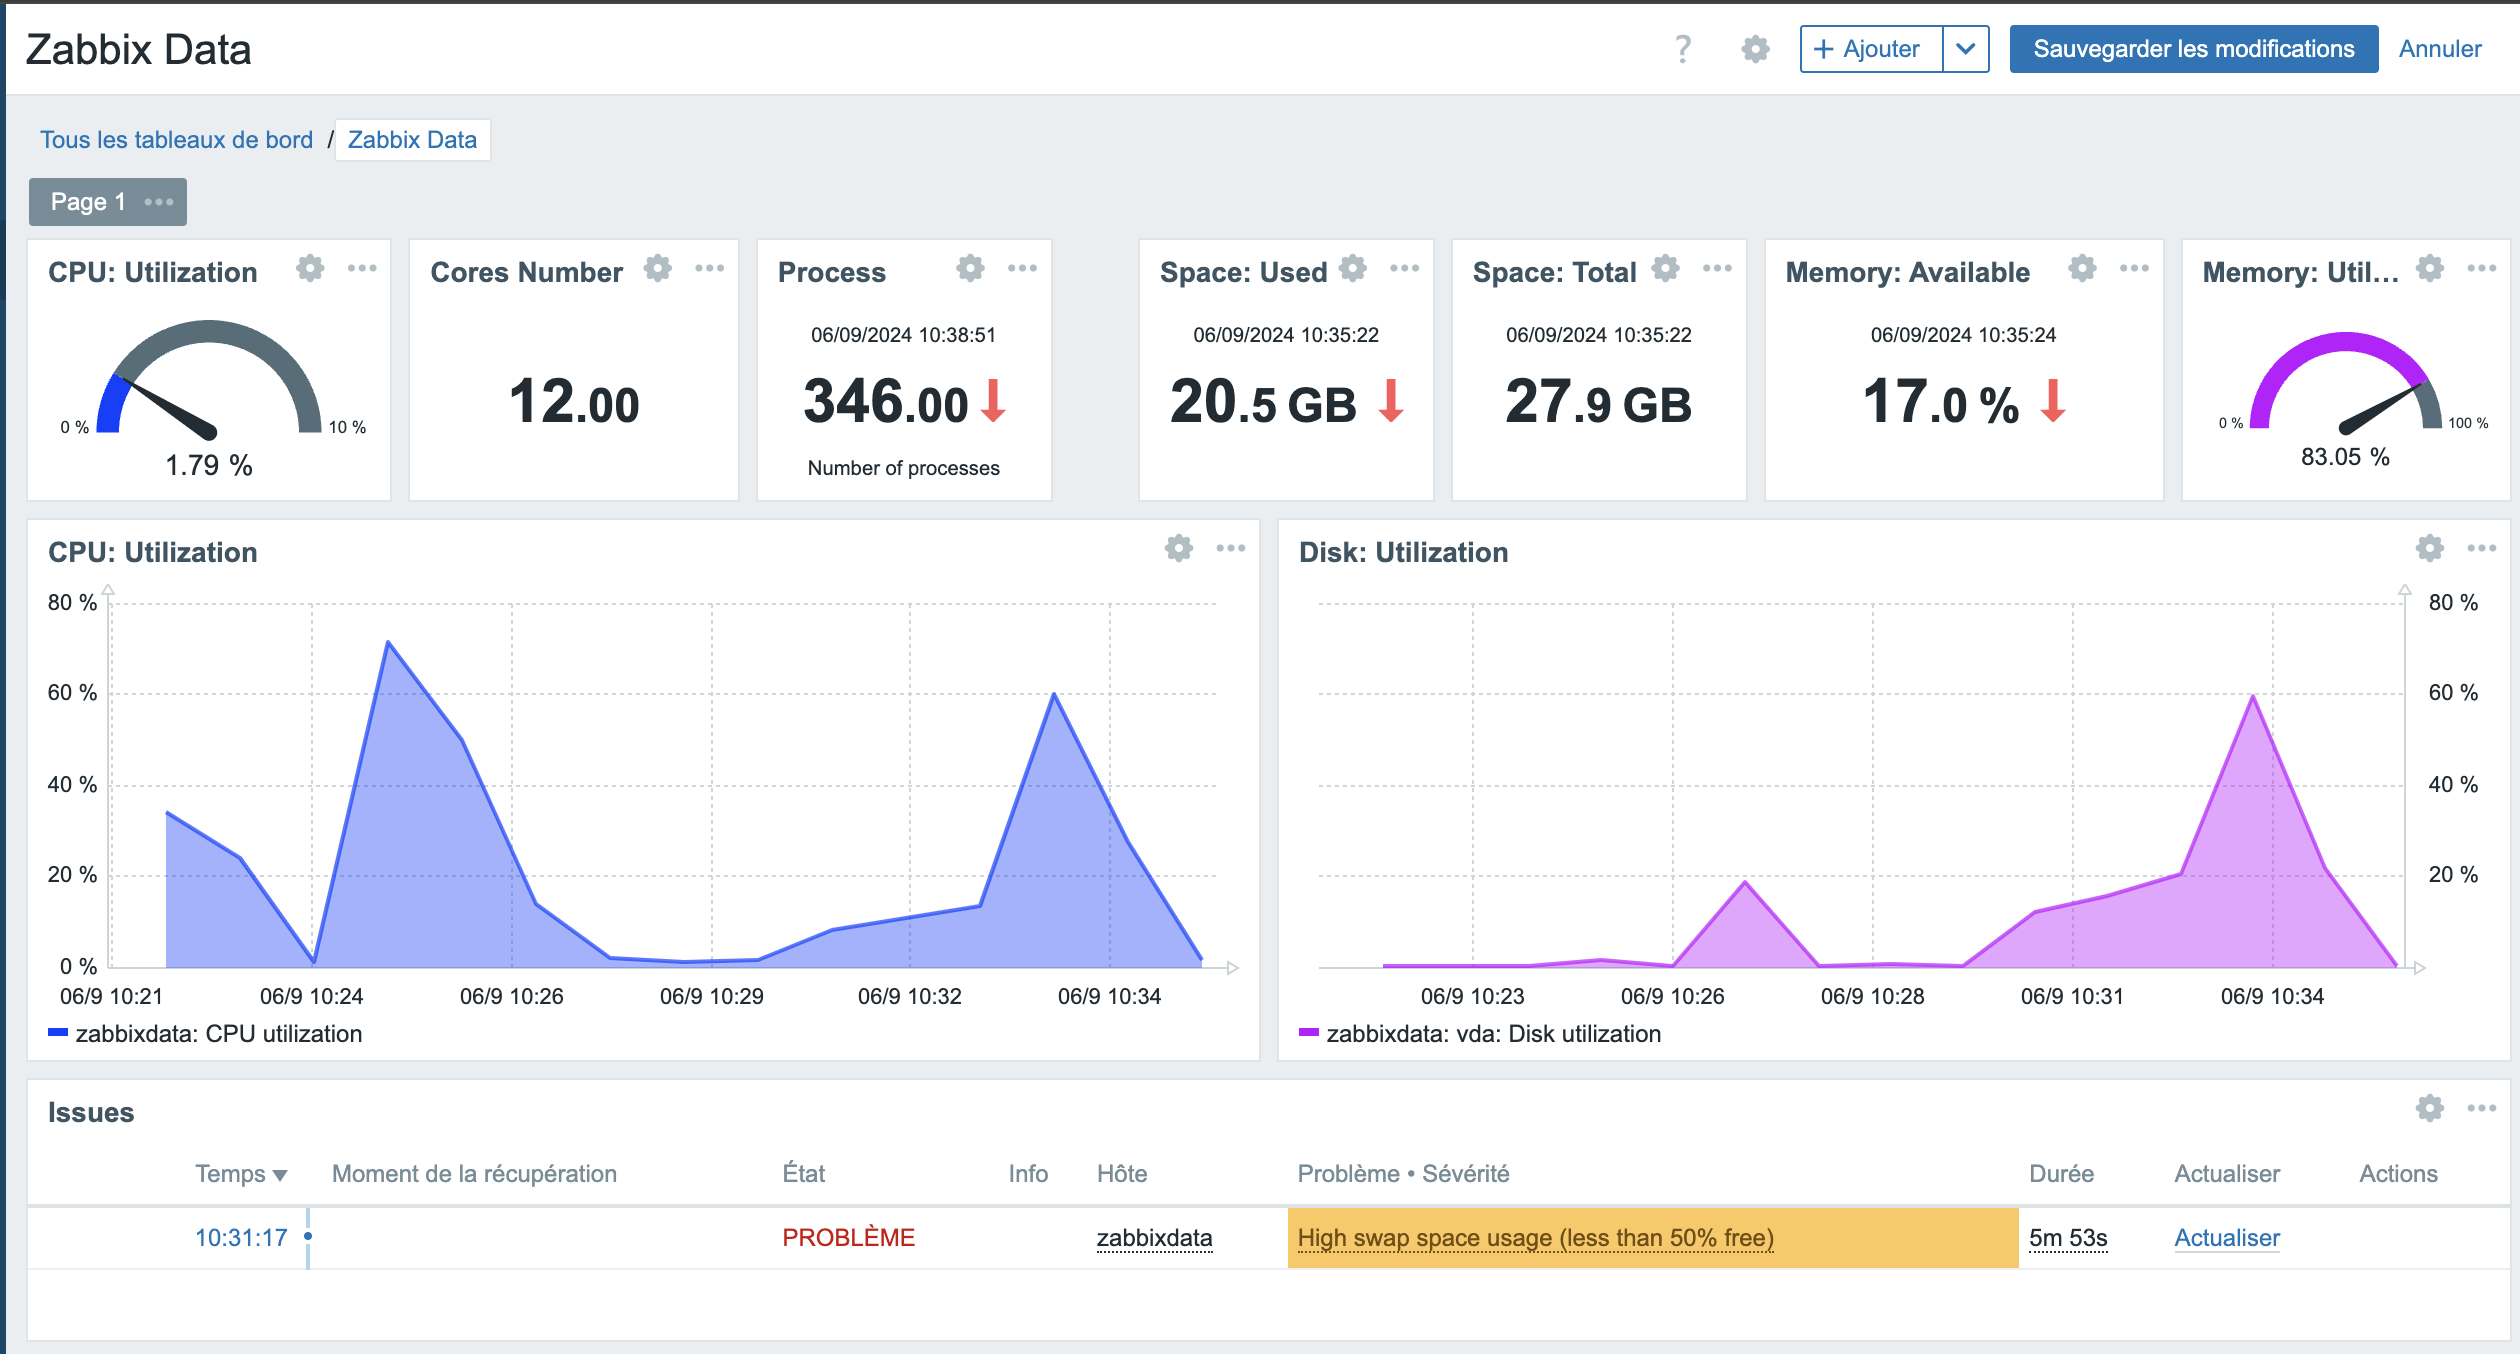 Zabbix Data
? + Ajouter Sauvegarder les modifications Annuler
Tous les tableaux de bord / Zabbix Data
Page 1
CPU: Utilization
0 % 10 %
1.79 %
Cores Number
12.00
Process
06/09/2024 10:38:51
346.00
Number of processes
Space: Used
06/09/2024 10:35:22
20.5 GB
Space: Total
06/09/2024 10:35:22
27.9 GB
Memory: Available
06/09/2024 10:35:24
17.0 %
Memory: Util...
0 % 100 %
83.05 %
CPU: Utilization
80 %
60 %
40 %
20 %
0 %
06/9 10:21 06/9 10:24 06/9 10:26 06/9 10:29 06/9 10:32 06/9 10:34
zabbixdata: CPU utilization
Disk: Utilization
80 %
60 %
40 %
20 %
06/9 10:23 06/9 10:26 06/9 10:28 06/9 10:31 06/9 10:34
zabbixdata: vda: Disk utilization
Issues
Temps Moment de la récupération État Info Hôte Problème • Sévérité Durée Actualiser Actions
10:31:17 PROBLÈME zabbixdata High swap space usage (less than 50% free) 5m 53s Actualiser